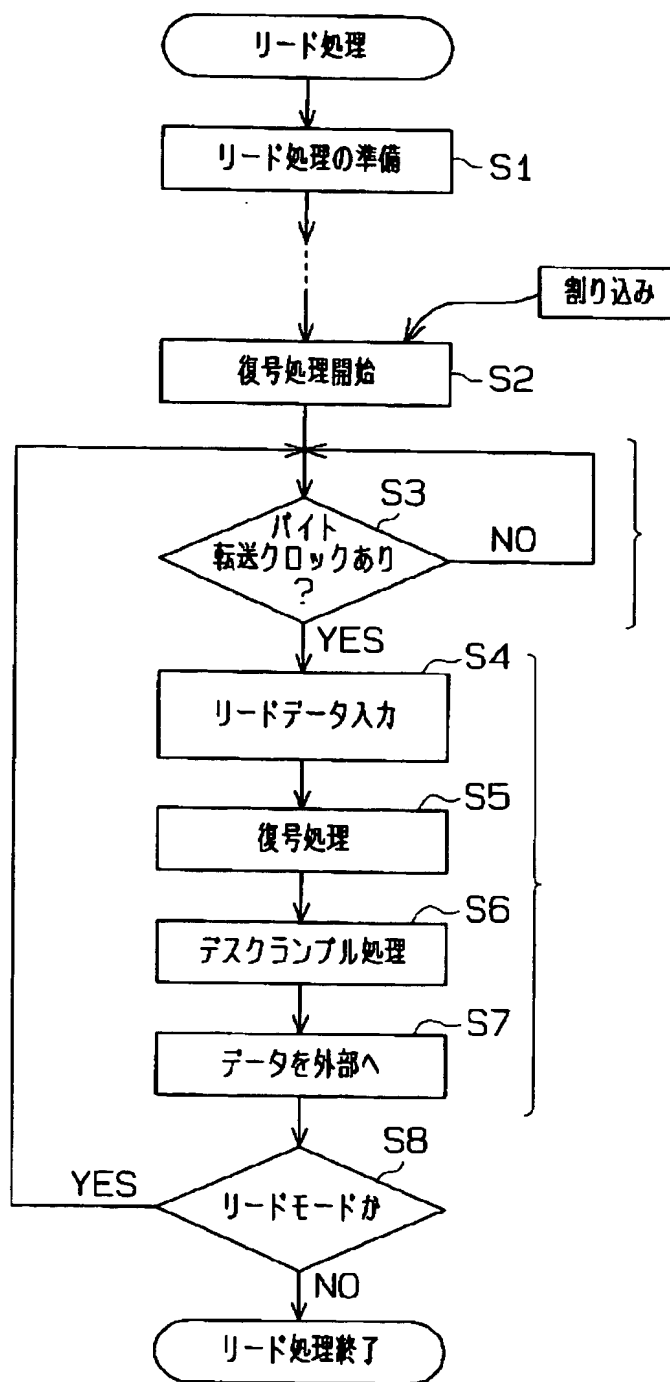 リード処理
リード処理の準備
S1
割り込み
復号処理開始
S2
S3
バイト
転送クロックあり
?
NO
YES
S4
リードデータ入力
S5
復号処理
S6
デスクランブル処理
S7
データを外部へ
S8
YES
リードモードか
NO
リード処理終了